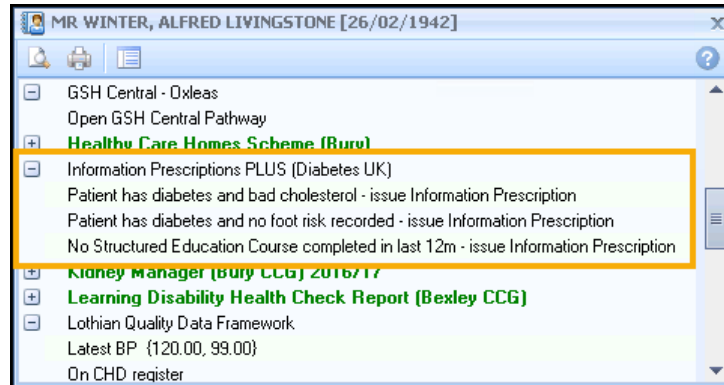 MR WINTER, ALFRED LIVINGSTONE [26/02/1942]
GSH Central - Oxleas
Open GSH Central Pathway
Healthy Care Homes Scheme (Bury)
Information Prescriptions PLUS (Diabetes UK)
Patient has diabetes and bad cholesterol - issue Information Prescription
Patient has diabetes and no foot risk recorded - issue Information Prescription
No Structured Education Course completed in last 12m - issue Information Prescription
Kidney Manager (Bury CCG) 2016/17
Learning Disability Health Check Report (Bexley CCG)
Lothian Quality Data Framework
Latest BP {120.00, 99.00}
On CHD register